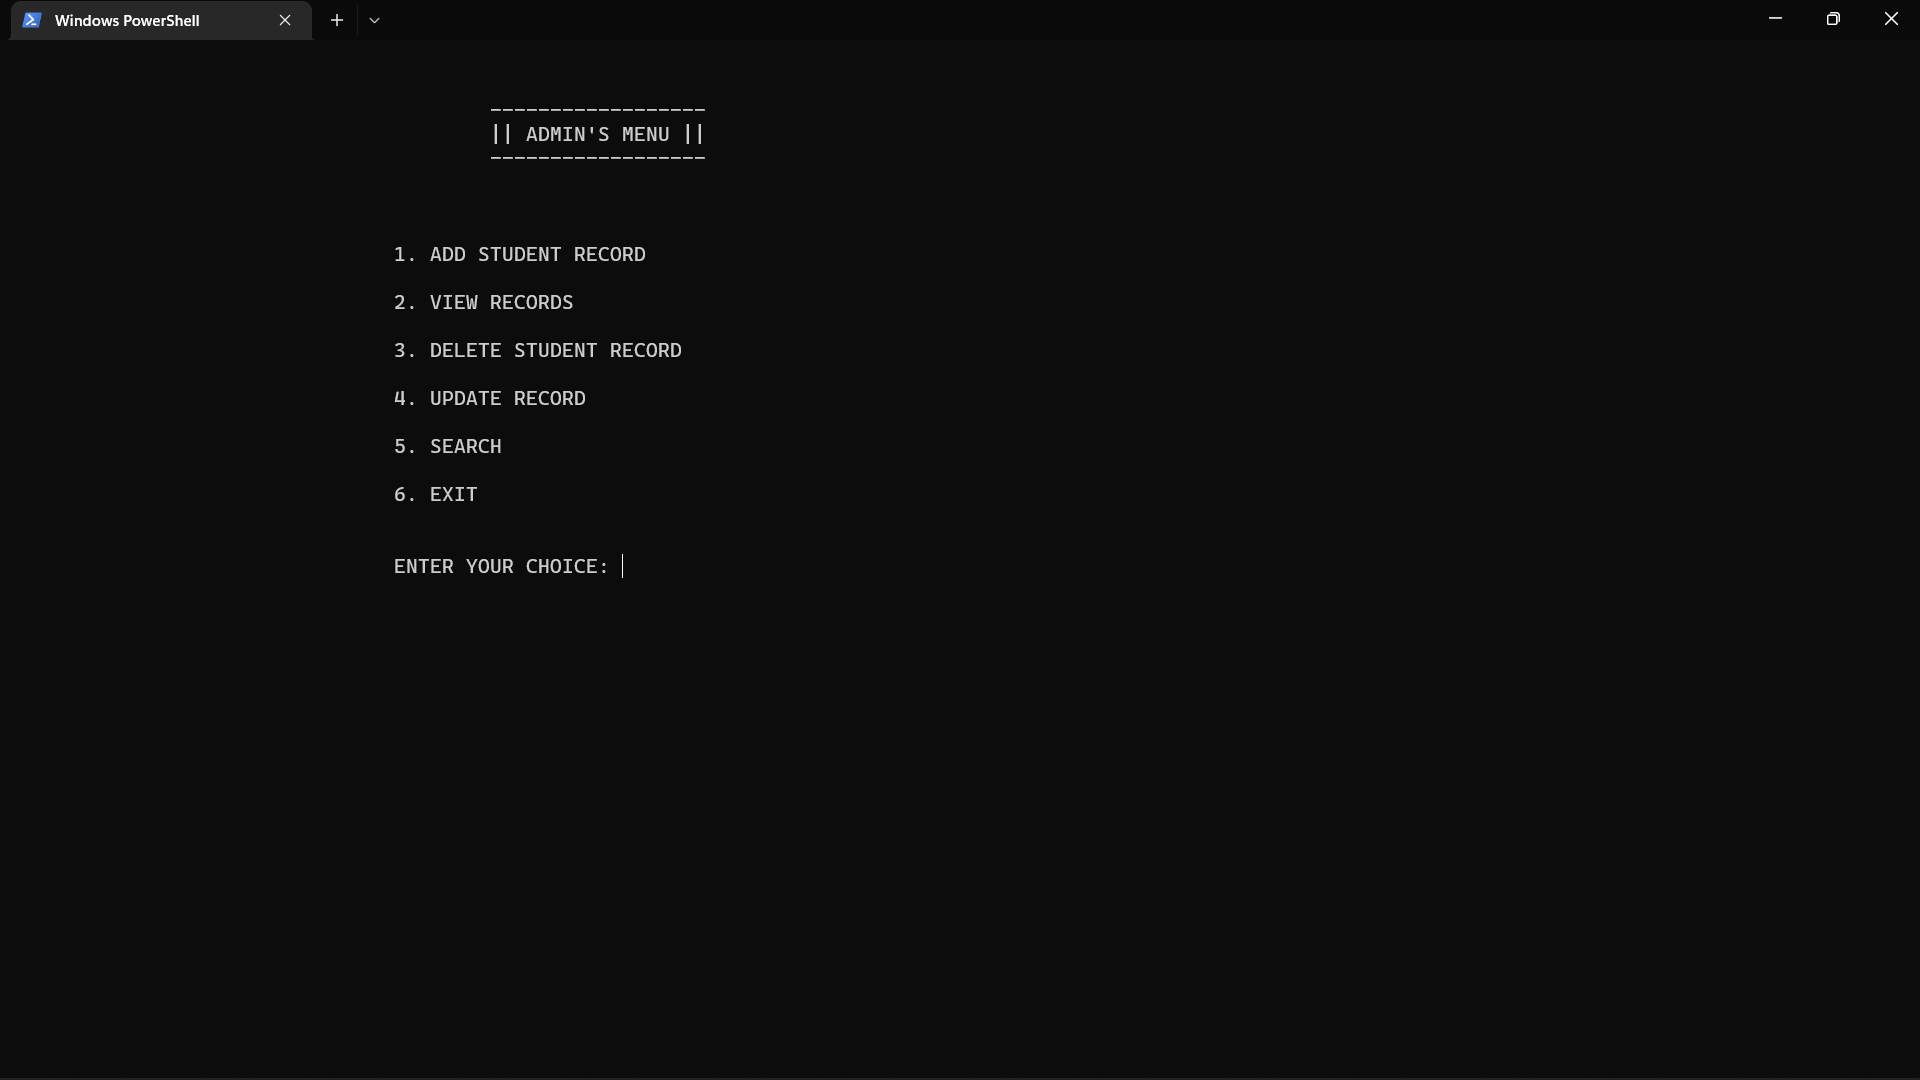 Windows PowerShell
------------------
|| ADMIN'S MENU ||
------------------
1. ADD STUDENT RECORD
2. VIEW RECORDS
3. DELETE STUDENT RECORD
4. UPDATE RECORD
5. SEARCH
6. EXIT
ENTER YOUR CHOICE: